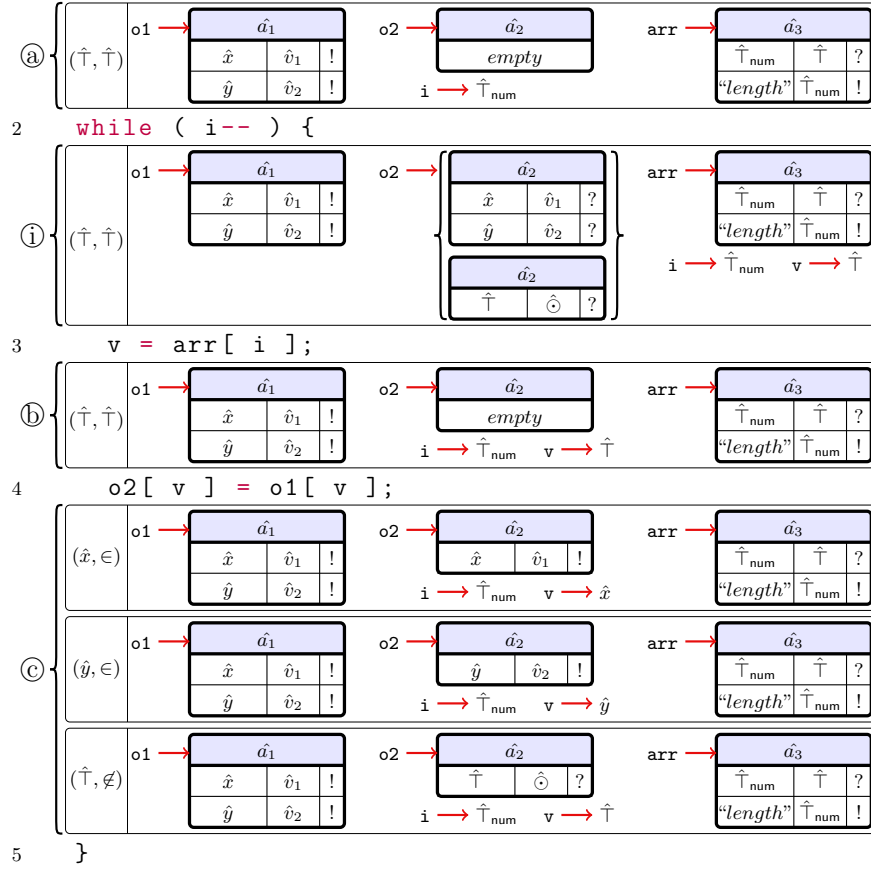 o1 â₁ o2 â₂ arr â₃
ⓐ (⊤̂, ⊤̂) x̂ v̂₁ ! empty ⊤̂num ⊤̂ ?
ŷ v̂₂ ! i ⊤̂num “length” ⊤̂num !
2 while ( i-- ) {
o1 â₁ o2 â₂ arr â₃
x̂ v̂₁ ! x̂ v̂₁ ? ⊤̂num ⊤̂ ?
ⓘ (⊤̂, ⊤̂) ŷ v̂₂ ! ŷ v̂₂ ? “length” ⊤̂num !
â₂ i ⊤̂num v ⊤̂
⊤̂ ⊙̂ ?
3 v = arr[ i ];
o1 â₁ o2 â₂ arr â₃
ⓑ (⊤̂, ⊤̂) x̂ v̂₁ ! empty ⊤̂num ⊤̂ ?
ŷ v̂₂ ! i ⊤̂num v ⊤̂ “length” ⊤̂num !
4 o2[ v ] = o1[ v ];
o1 â₁ o2 â₂ arr â₃
(x̂, ∈) x̂ v̂₁ ! x̂ v̂₁ ! ⊤̂num ⊤̂ ?
ŷ v̂₂ ! i ⊤̂num v x̂ “length” ⊤̂num !
o1 â₁ o2 â₂ arr â₃
ⓒ (ŷ, ∈) x̂ v̂₁ ! ŷ v̂₂ ! ⊤̂num ⊤̂ ?
ŷ v̂₂ ! i ⊤̂num v ŷ “length” ⊤̂num !
o1 â₁ o2 â₂ arr â₃
(⊤̂, ∉) x̂ v̂₁ ! ⊤̂ ⊙̂ ? ⊤̂num ⊤̂ ?
ŷ v̂₂ ! i ⊤̂num v ⊤̂ “length” ⊤̂num !
5 }